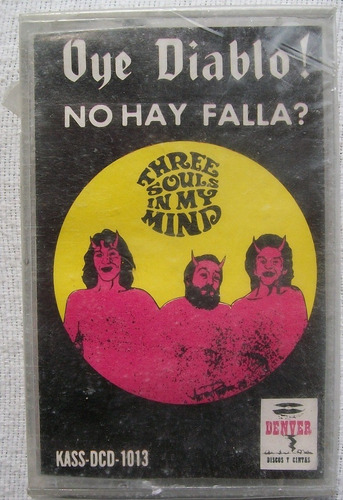 Oye Diablo!
NO HAY FALLA?
THREE
SOULS
IN MY
MIND
DENVER
DISCOS Y CINTAS
KASS-DCD-1013